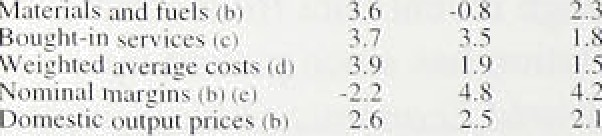 Materials and fuels (b) 3.6 -0.8 2.3
Bought-in services (c) 3.7 3.5 1.8
Weighted average costs (d) 3.9 1.9 1.5
Nominal margins (b) (e) -2.2 4.8 4.2
Domestic output prices (b) 2.6 2.5 2.1